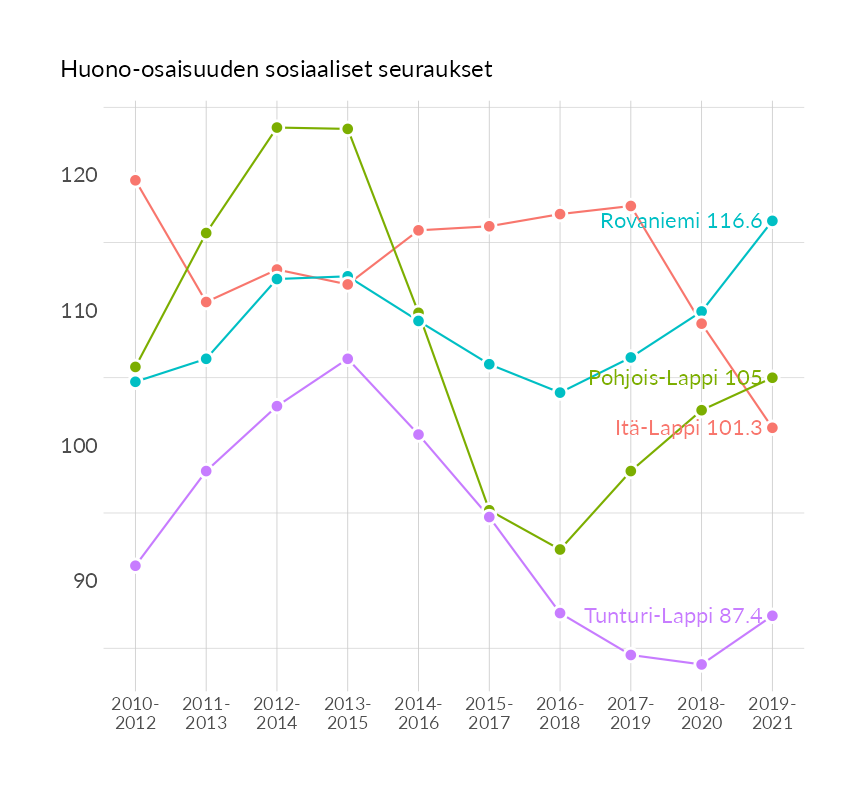 Huono-osaisuuden sosiaaliset seuraukset
120
110
100
90
Rovaniemi 116.6
Pohjois-Lappi 105
Itä-Lappi 101.3
Tunturi-Lappi 87.4
2010- 2011- 2012- 2013- 2014- 2015- 2016- 2017- 2018- 2019-
2012 2013 2014 2015 2016 2017 2018 2019 2020 2021